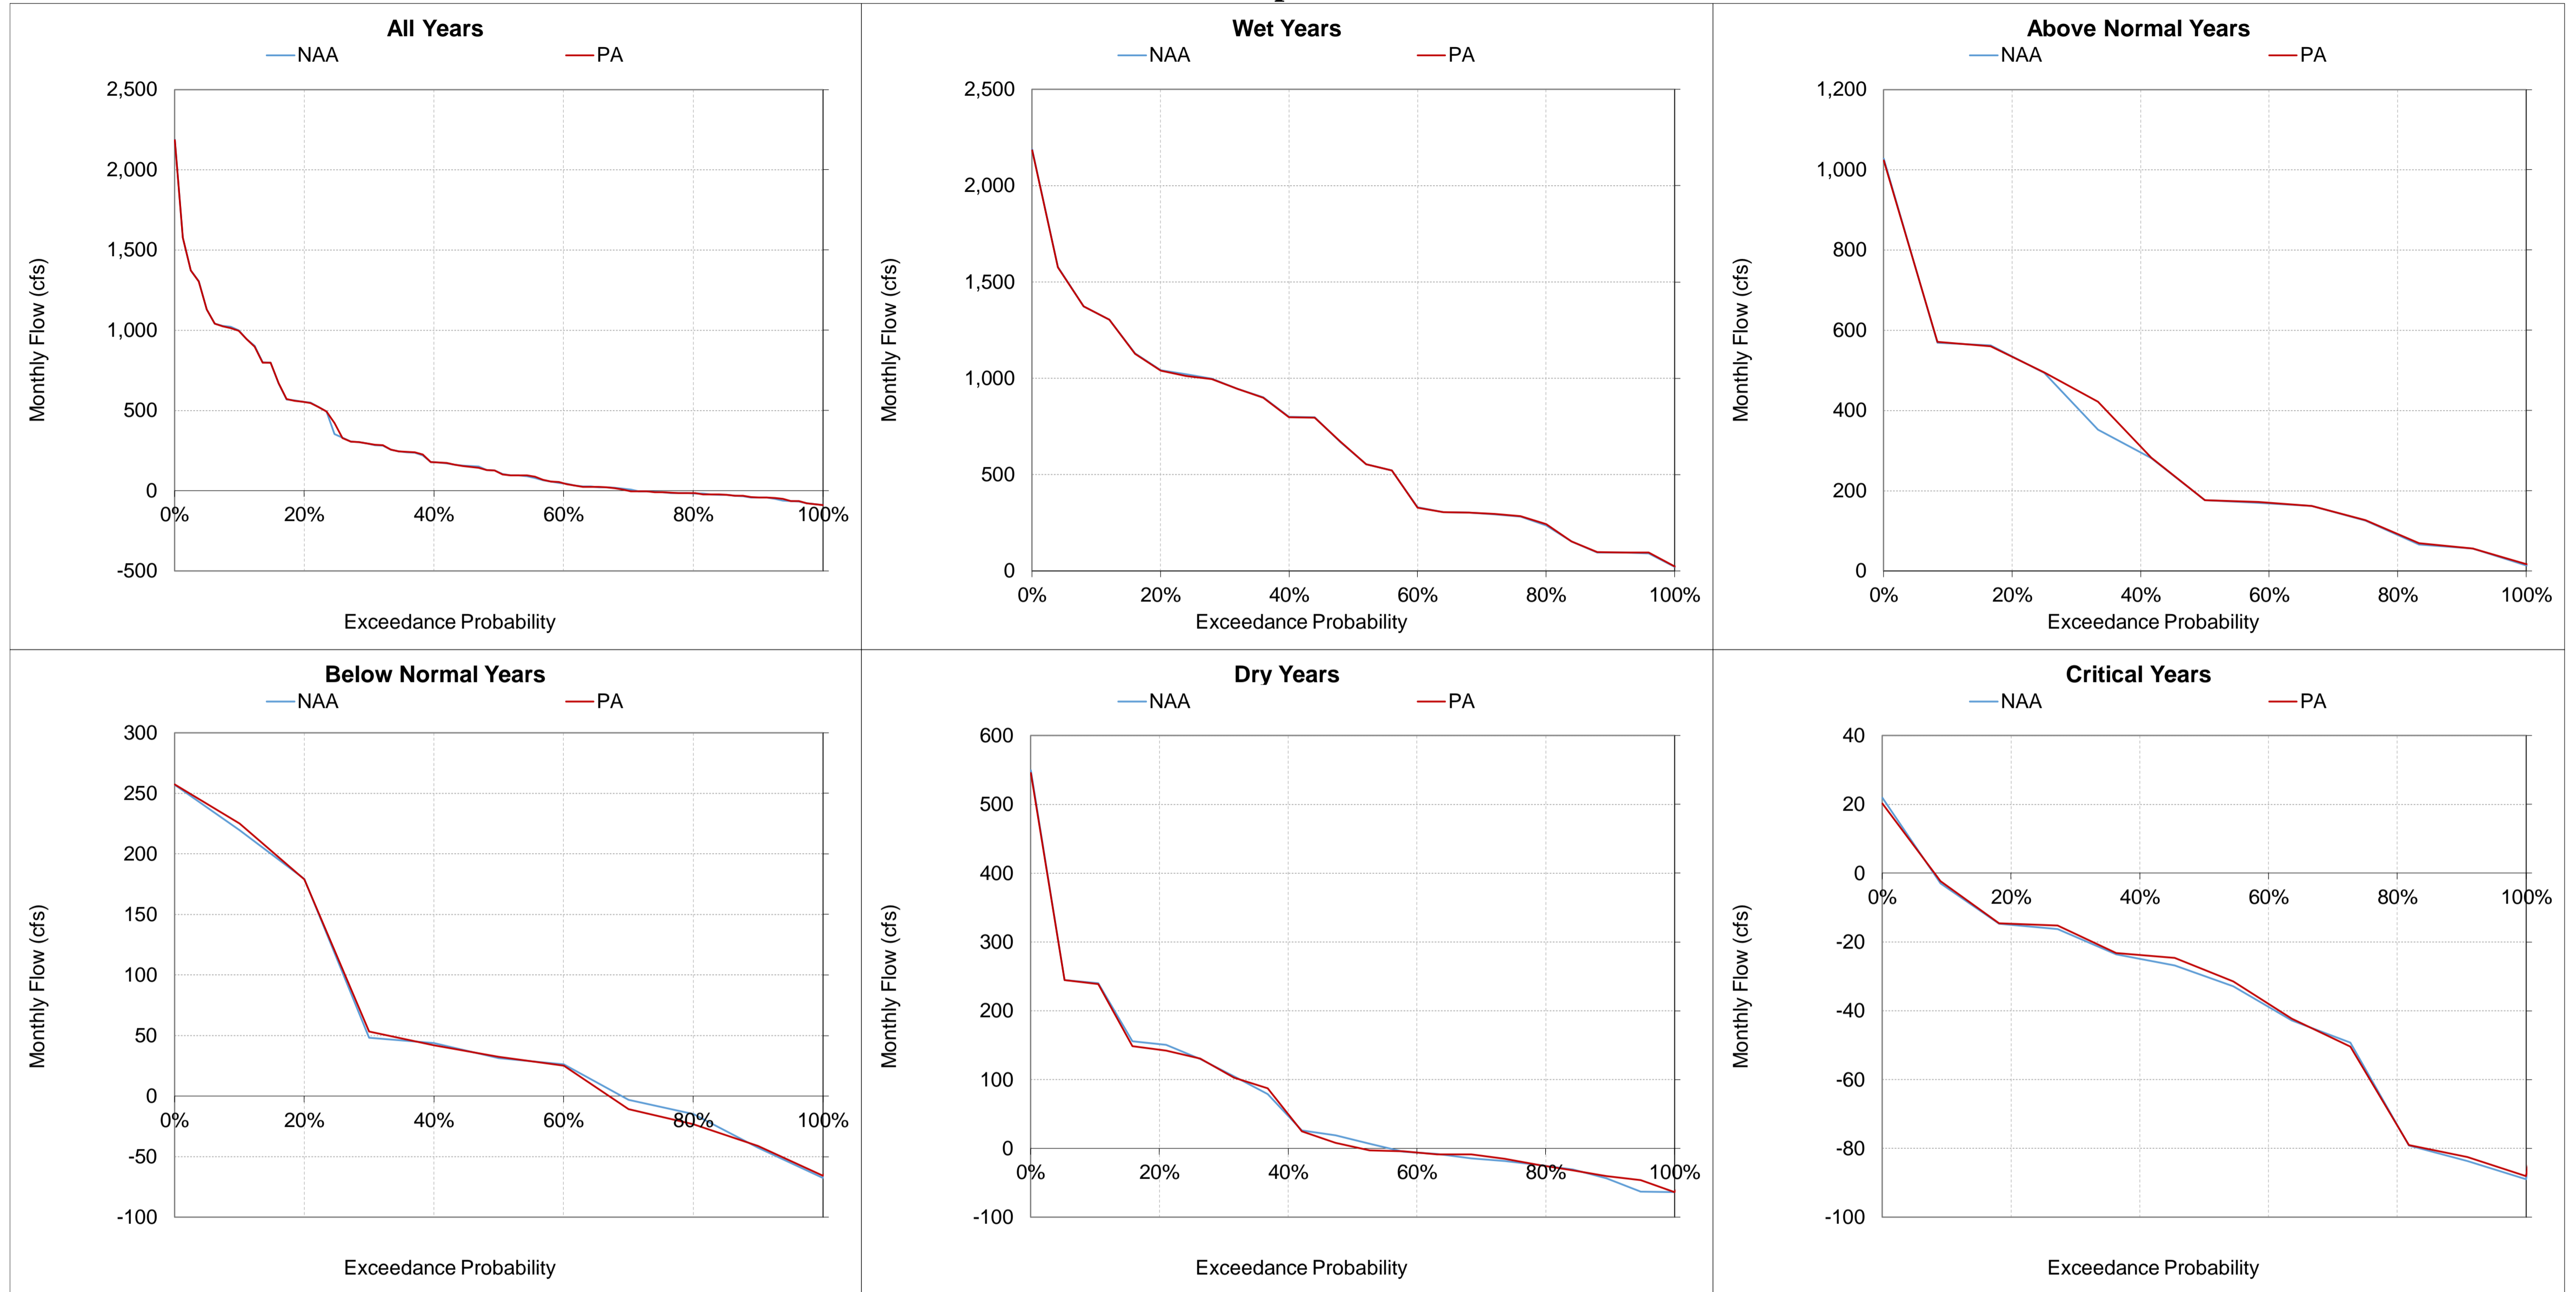 All Years
NAA PA
2,500
2,000
1,500
1,000
500
0
-500
0% 20% 40% 60% 80% 100%
Monthly Flow (cfs)
Exceedance Probability
Wet Years
NAA PA
2,500
2,000
1,500
1,000
500
0
0% 20% 40% 60% 80% 100%
Monthly Flow (cfs)
Exceedance Probability
Above Normal Years
NAA PA
1,200
1,000
800
600
400
200
0
0% 20% 40% 60% 80% 100%
Monthly Flow (cfs)
Exceedance Probability
Below Normal Years
NAA PA
300
250
200
150
100
50
0
-50
-100
0% 20% 40% 60% 80% 100%
Monthly Flow (cfs)
Exceedance Probability
Dry Years
NAA PA
600
500
400
300
200
100
0
-100
0% 20% 40% 60% 80% 100%
Monthly Flow (cfs)
Exceedance Probability
Critical Years
NAA PA
40
20
0
-20
-40
-60
-80
-100
0% 20% 40% 60% 80% 100%
Monthly Flow (cfs)
Exceedance Probability